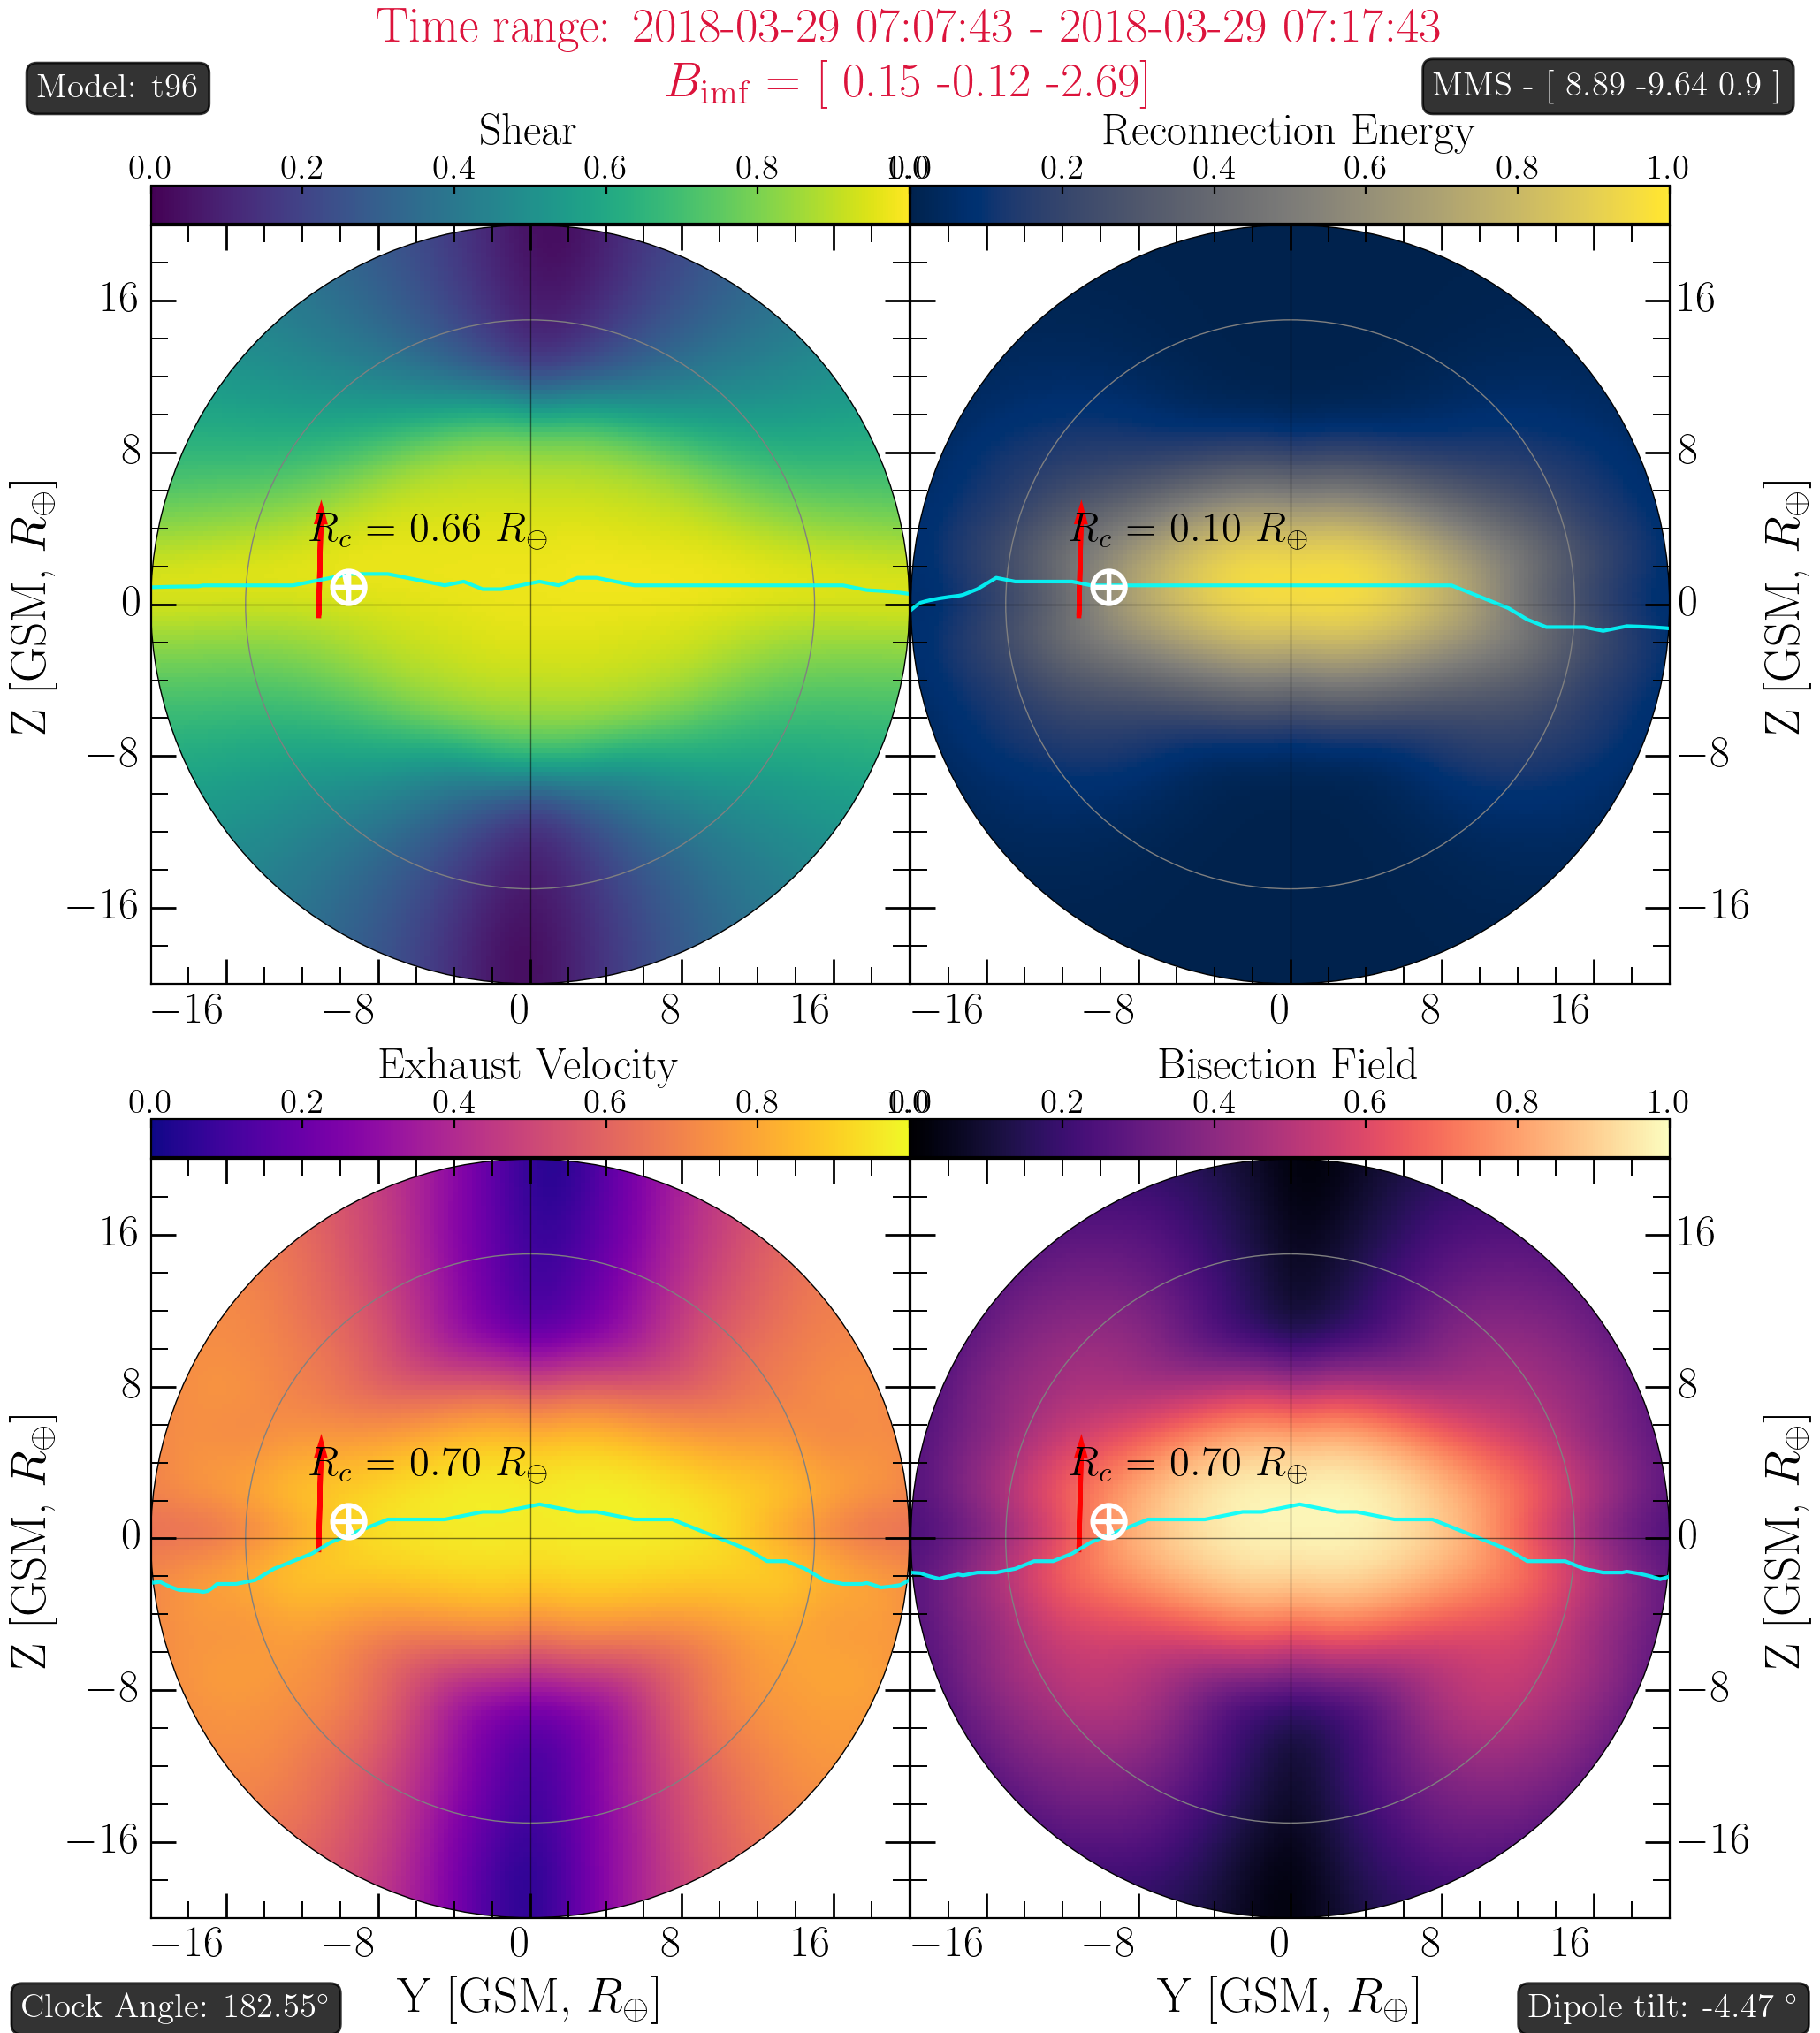 Time range: 2018-03-29 07:07:43 - 2018-03-29 07:17:43
B_imf = [ 0.15 -0.12 -2.69]
Model: t96
MMS - [ 8.89 -9.64 0.9 ]
Shear
Reconnection Energy
0.0 0.2 0.4 0.6 0.8 1.0
0.0 0.2 0.4 0.6 0.8 1.0
16
8
0
−8
−16
Z [GSM, R⊕]
R_c = 0.66 R⊕
−16 −8 0 8 16
R_c = 0.10 R⊕
16
8
0
−8
−16
Z [GSM, R⊕]
−16 −8 0 8 16
Exhaust Velocity
Bisection Field
0.0 0.2 0.4 0.6 0.8 1.0
0.0 0.2 0.4 0.6 0.8 1.0
16
8
0
−8
−16
Z [GSM, R⊕]
R_c = 0.70 R⊕
−16 −8 0 8 16
Y [GSM, R⊕]
R_c = 0.70 R⊕
16
8
0
−8
−16
Z [GSM, R⊕]
−16 −8 0 8 16
Y [GSM, R⊕]
Clock Angle: 182.55°
Dipole tilt: -4.47 °